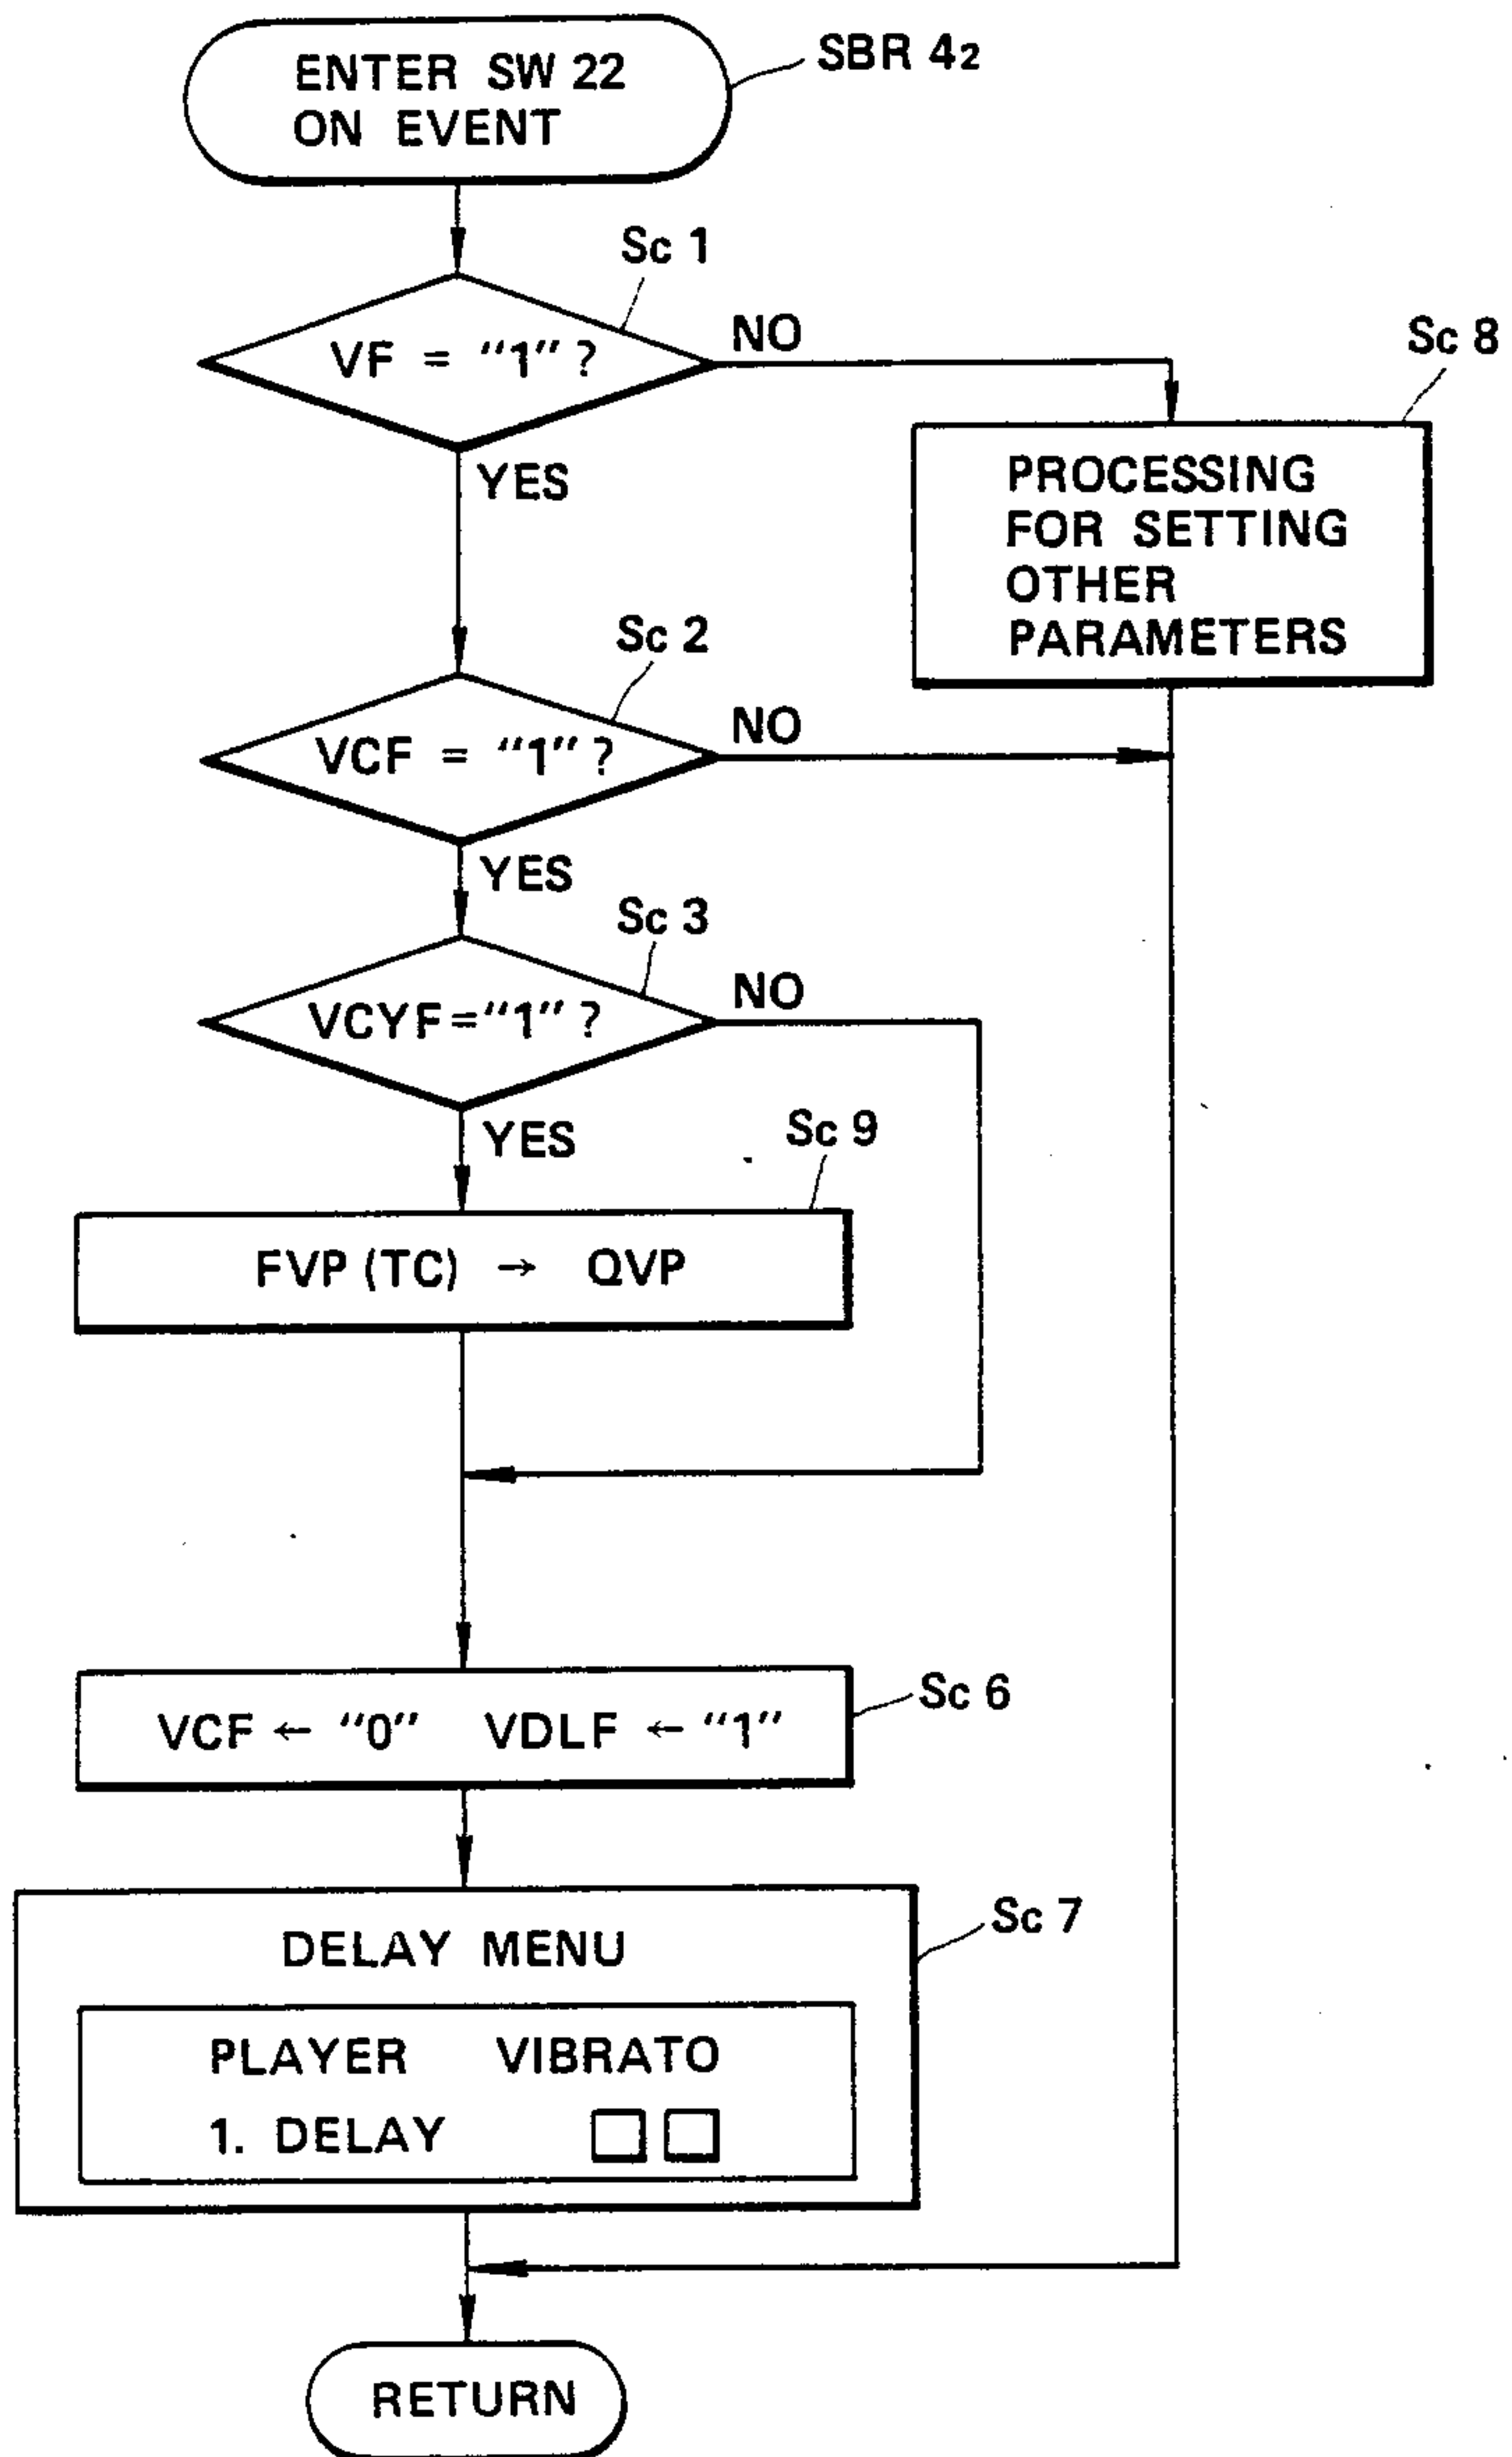 ENTER SW 22
ON EVENT
SBR 42
Sc 1
VF = “1” ?
NO
YES
Sc 8
PROCESSING
FOR SETTING
OTHER
PARAMETERS
Sc 2
VCF = “1” ?
NO
YES
Sc 3
VCYF = “1” ?
NO
YES
Sc 9
FVP (TC) → QVP
Sc 6
VCF ← “0” VDLF ← “1”
Sc 7
DELAY MENU
PLAYER VIBRATO
1. DELAY □ □
RETURN